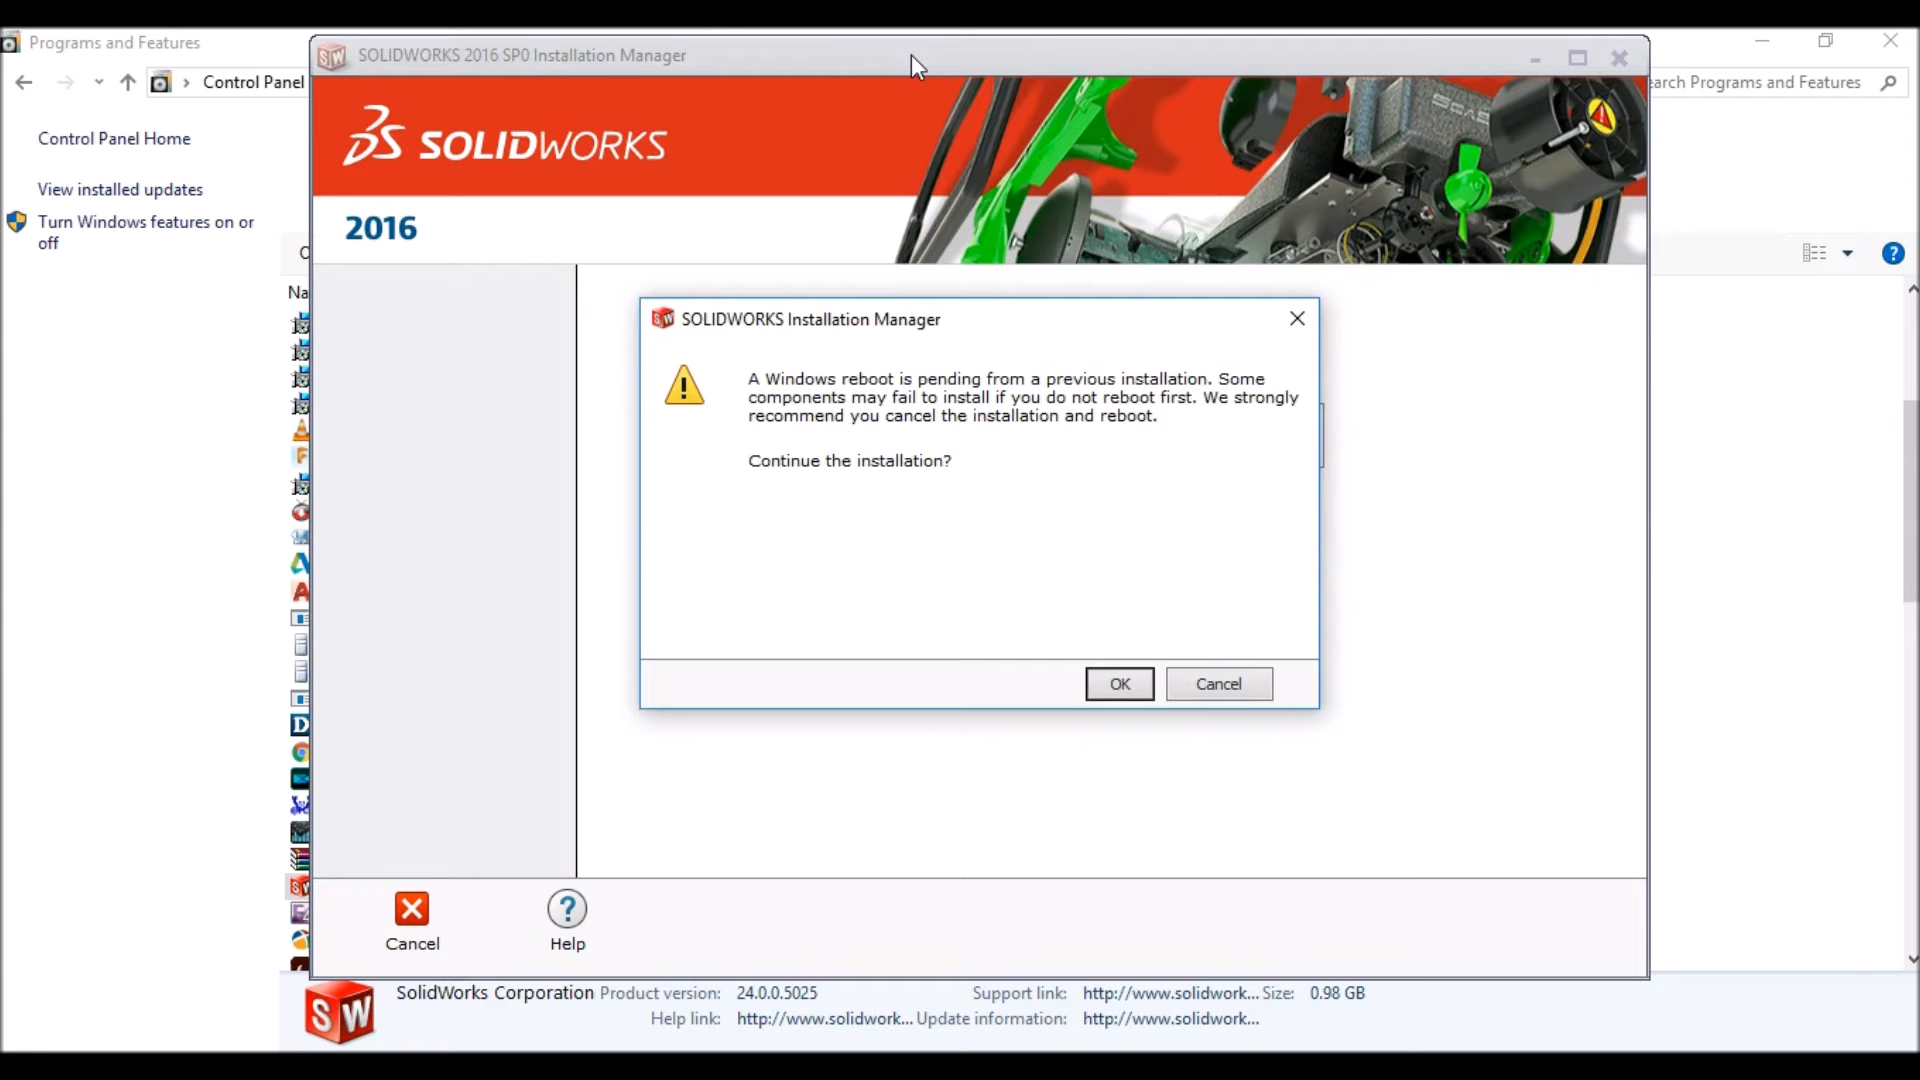 Programs and Features
SOLIDWORKS 2016 SP0 Installation Manager
Control Panel
earch Programs and Features
Control Panel Home
View installed updates
Turn Windows features on or
off
SOLIDWORKS
2016
Na
SOLIDWORKS Installation Manager
A Windows reboot is pending from a previous installation. Some
components may fail to install if you do not reboot first. We strongly
recommend you cancel the installation and reboot.
Continue the installation?
OK
Cancel
Cancel
Help
SolidWorks Corporation Product version: 24.0.0.5025 Support link: http://www.solidwork... Size: 0.98 GB
Help link: http://www.solidwork... Update information: http://www.solidwork...